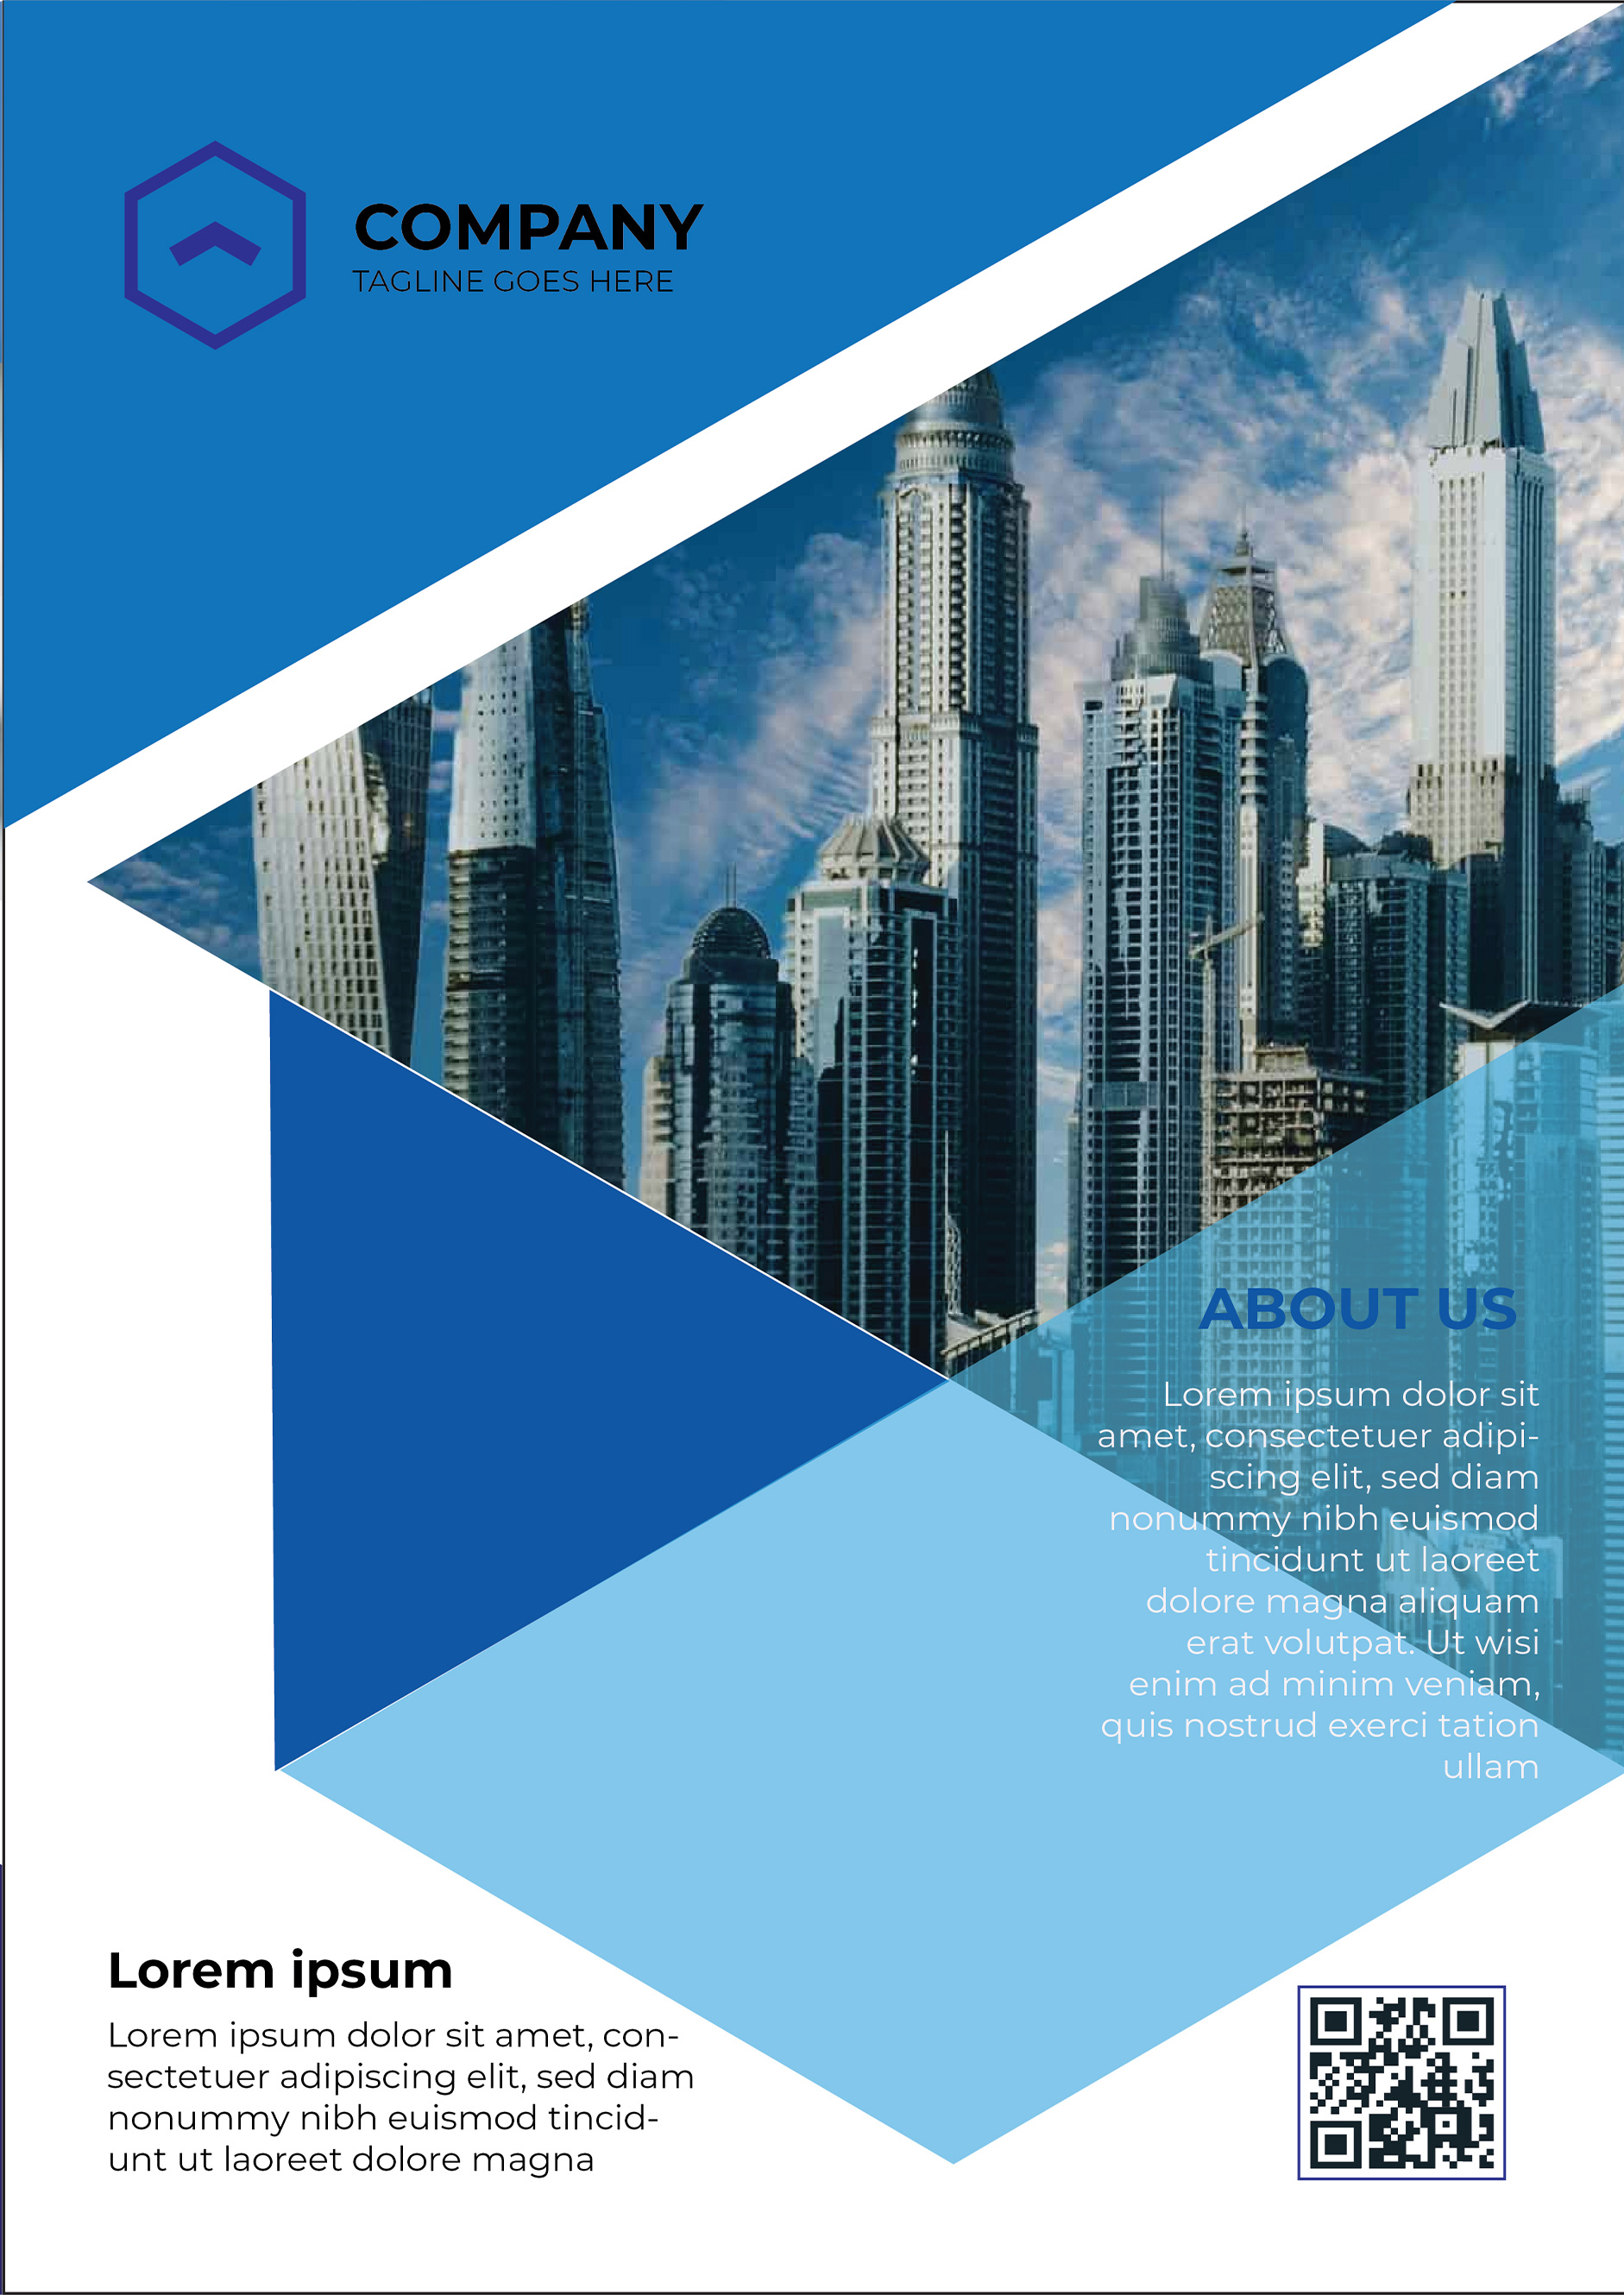 COMPANY
TAGLINE GOES HERE
ABOUT US
Lorem ipsum dolor sit
amet, consectetuer adipi-
scing elit, sed diam
nonummy nibh euismod
tincidunt ut laoreet
dolore magna aliquam
erat volutpat. Ut wisi
enim ad minim veniam,
quis nostrud exerci tation
ullam
Lorem ipsum
Lorem ipsum dolor sit amet, con-
sectetuer adipiscing elit, sed diam
nonummy nibh euismod tincid-
unt ut laoreet dolore magna